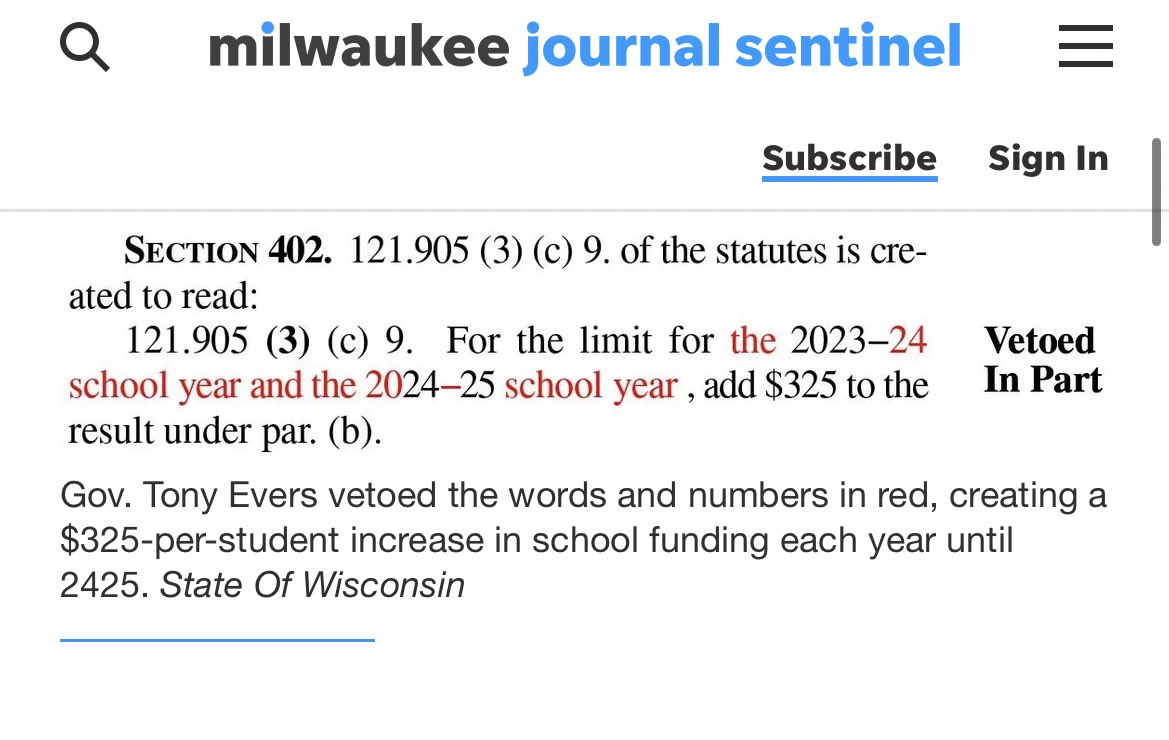 milwaukee journal sentinel
Subscribe Sign In
SECTION 402. 121.905 (3) (c) 9. of the statutes is cre-
ated to read:
121.905 (3) (c) 9. For the limit for the 2023–24
school year and the 2024–25 school year , add $325 to the
result under par. (b).
Vetoed
In Part
Gov. Tony Evers vetoed the words and numbers in red, creating a
$325-per-student increase in school funding each year until
2425. State Of Wisconsin